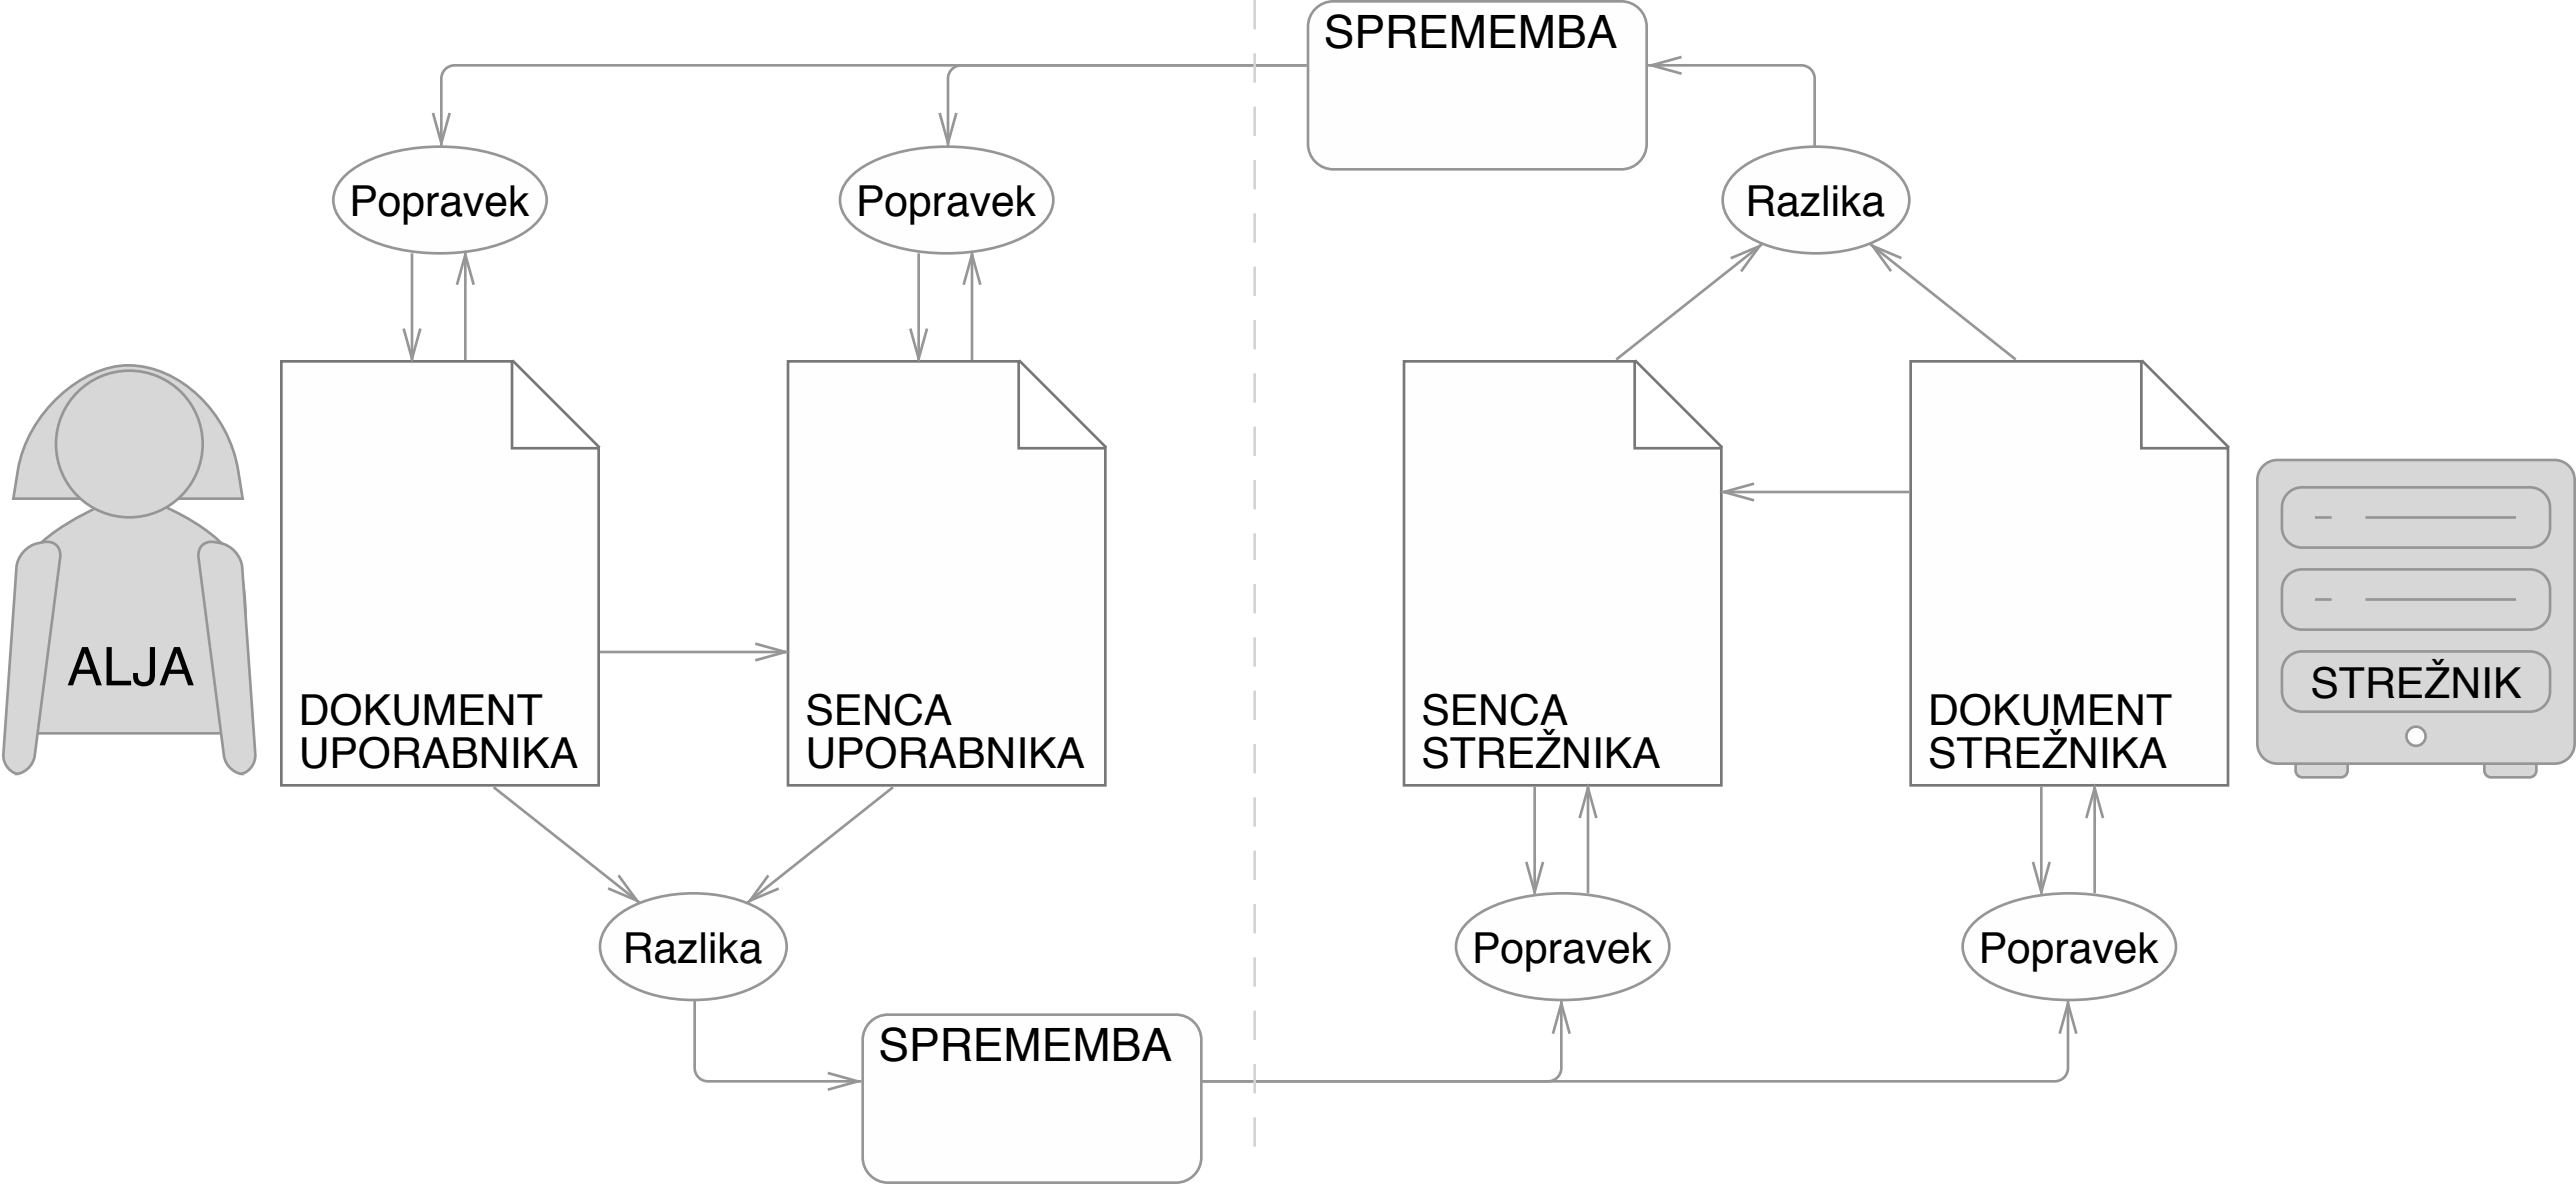 SPREMEMBA
Popravek
Popravek
Razlika
ALJA
DOKUMENT
UPORABNIKA
SENCA
UPORABNIKA
SENCA
STREŽNIKA
DOKUMENT
STREŽNIKA
STREŽNIK
Razlika
Popravek
Popravek
SPREMEMBA